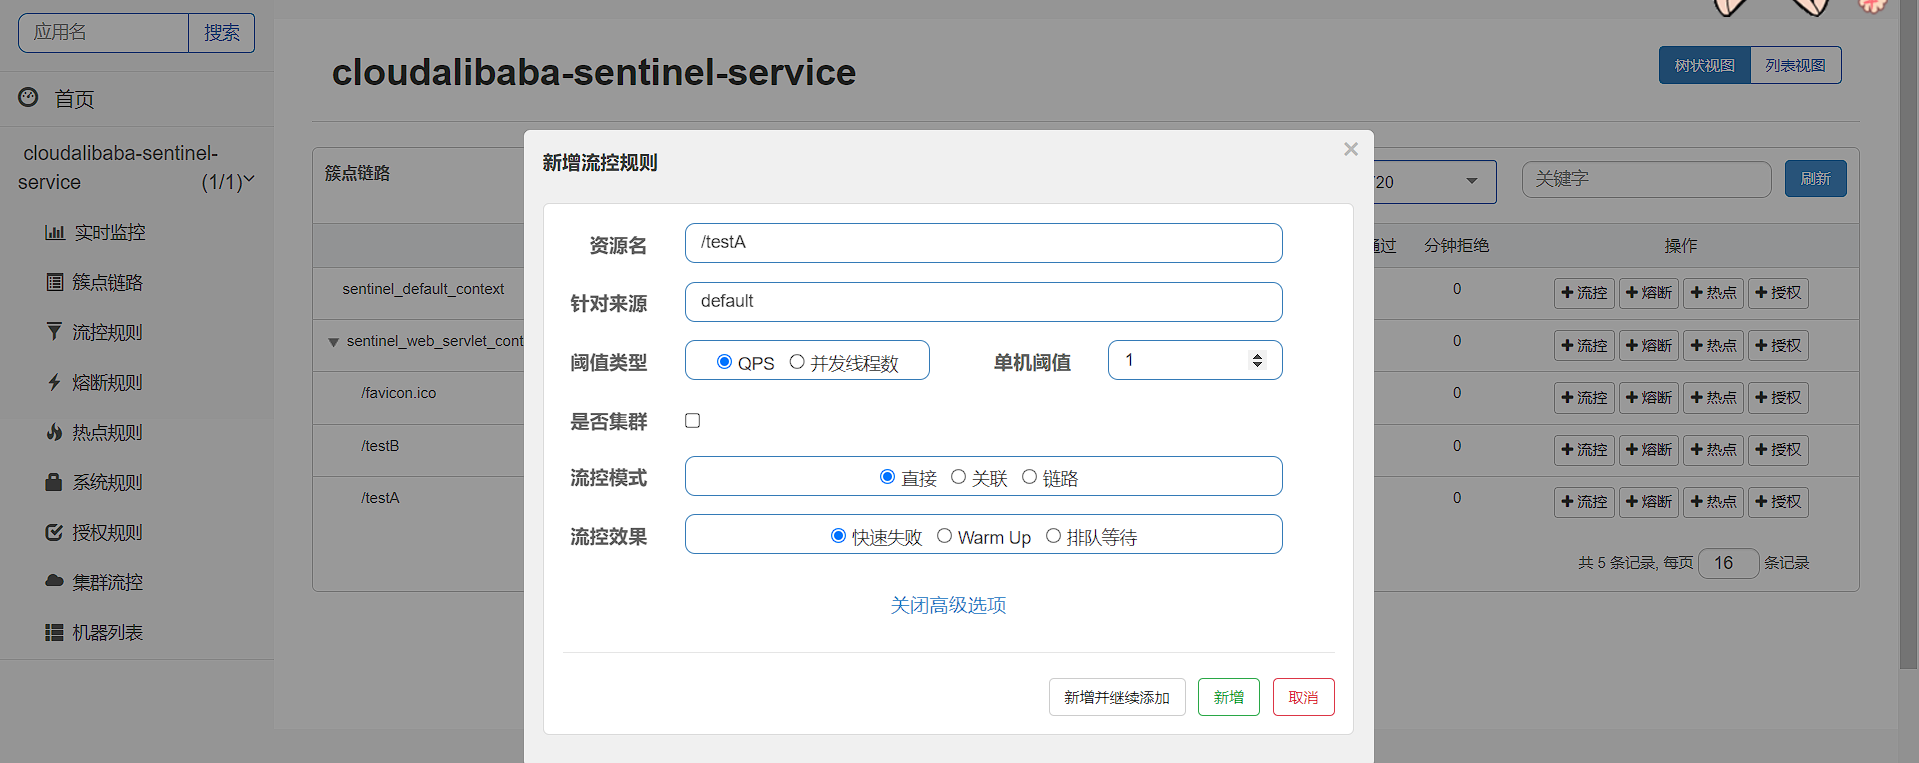 应用名
搜索
首页
cloudalibaba-sentinel-
service (1/1)
实时监控
簇点链路
流控规则
熔断规则
热点规则
系统规则
授权规则
集群流控
机器列表
cloudalibaba-sentinel-service
树状视图 列表视图
簇点链路
20
关键字
刷新
通过 分钟拒绝 操作
sentinel_default_context 0 流控 熔断 热点 授权
sentinel_web_servlet_cont 0 流控 熔断 热点 授权
/favicon.ico 0 流控 熔断 热点 授权
/testB 0 流控 熔断 热点 授权
/testA 0 流控 熔断 热点 授权
共 5 条记录, 每页 16 条记录
新增流控规则
×
资源名 /testA
针对来源 default
阈值类型 QPS 并发线程数 单机阈值 1
是否集群
流控模式 直接 关联 链路
流控效果 快速失败 Warm Up 排队等待
关闭高级选项
新增并继续添加 新增 取消